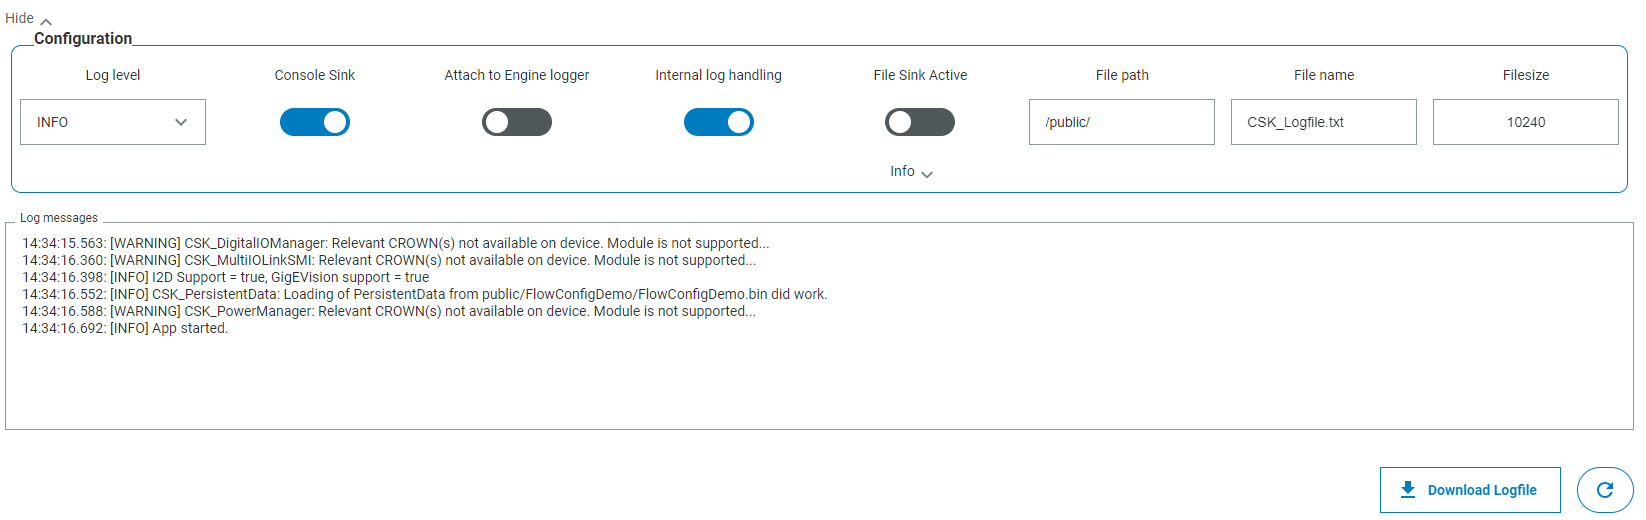 Hide
Configuration
Log level
Console Sink
Attach to Engine logger
Internal log handling
File Sink Active
File path
File name
Filesize
INFO
/public/
CSK_Logfile.txt
10240
Info
Log messages
14:34:15.563: [WARNING] CSK_DigitalIOManager: Relevant CROWN(s) not available on device. Module is not supported...
14:34:16.360: [WARNING] CSK_MultiIOLinkSMI: Relevant CROWN(s) not available on device. Module is not supported...
14:34:16.398: [INFO] I2D Support = true, GigEVision support = true
14:34:16.552: [INFO] CSK_PersistentData: Loading of PersistentData from public/FlowConfigDemo/FlowConfigDemo.bin did work.
14:34:16.588: [WARNING] CSK_PowerManager: Relevant CROWN(s) not available on device. Module is not supported...
14:34:16.692: [INFO] App started.
Download Logfile